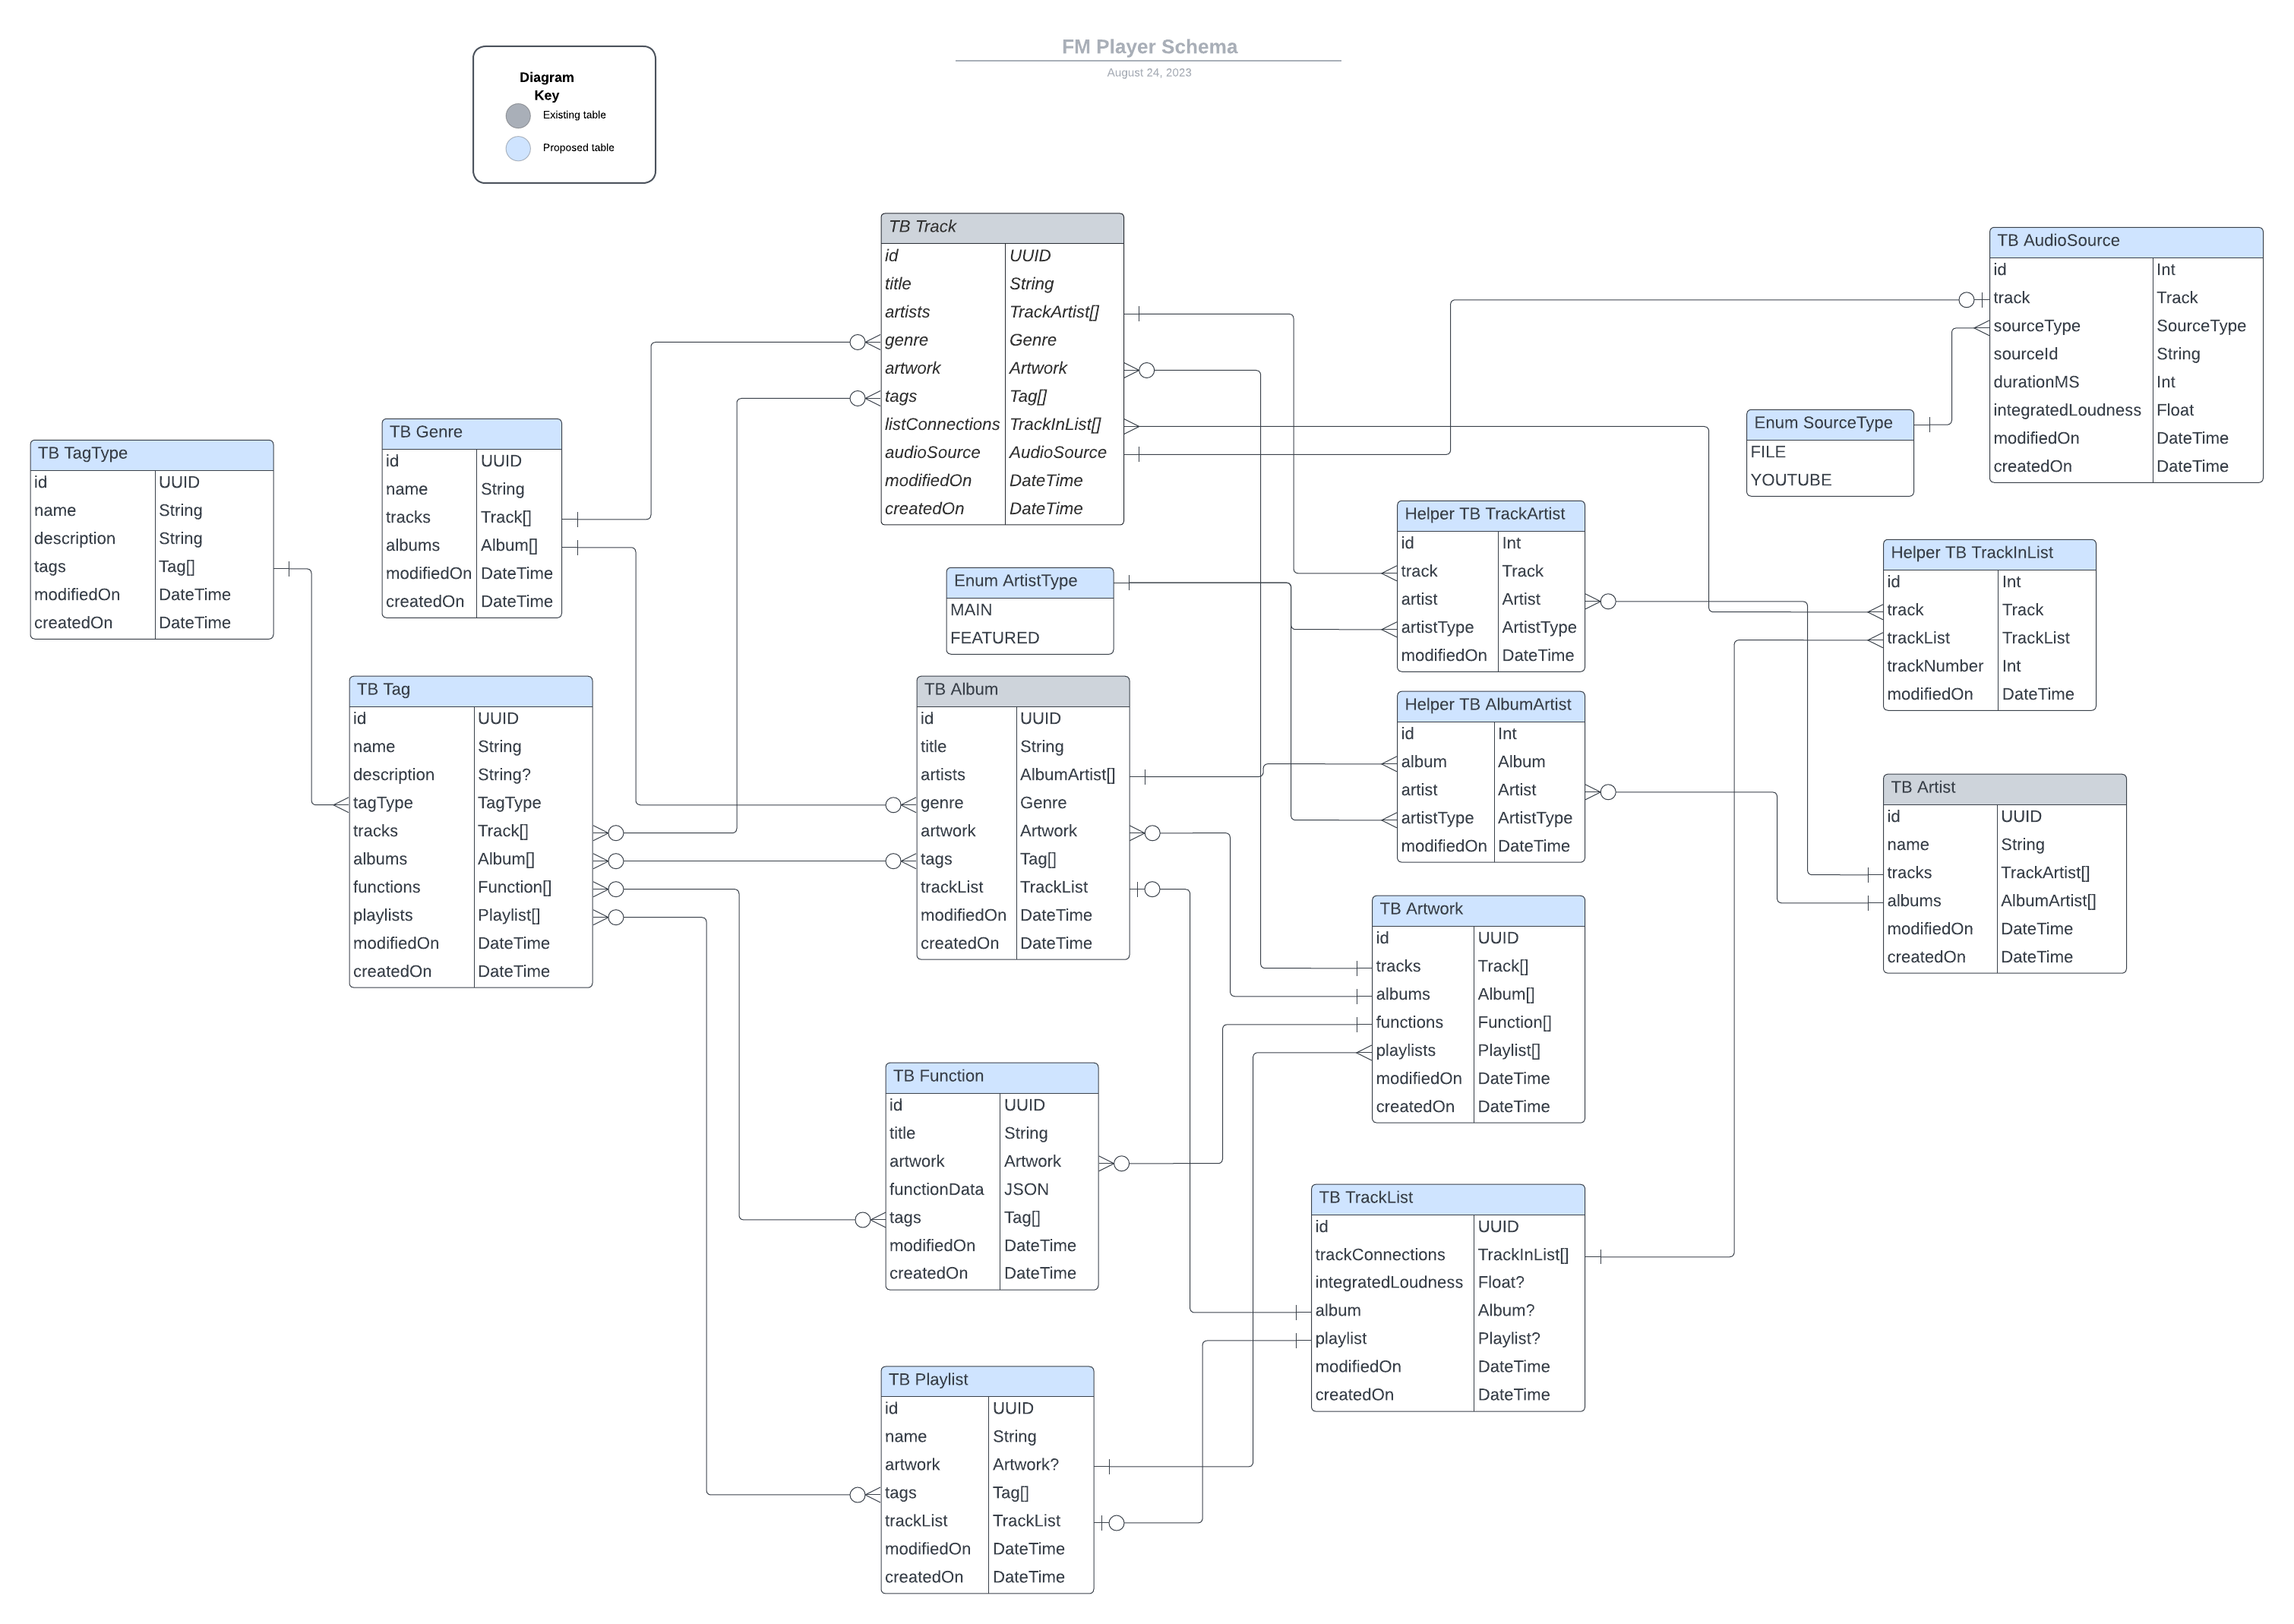 FM Player Schema
August 24, 2023
Diagram
Key
Existing table
Proposed table
TB Track
id UUID
title String
artists TrackArtist[]
genre Genre
artwork Artwork
tags Tag[]
listConnections TrackInList[]
audioSource AudioSource
modifiedOn DateTime
createdOn DateTime
TB AudioSource
id Int
track Track
sourceType SourceType
sourceId String
durationMS Int
integratedLoudness Float
modifiedOn DateTime
createdOn DateTime
Enum SourceType
FILE
YOUTUBE
TB Genre
id UUID
name String
tracks Track[]
albums Album[]
modifiedOn DateTime
createdOn DateTime
TB TagType
id UUID
name String
description String
tags Tag[]
modifiedOn DateTime
createdOn DateTime
Helper TB TrackArtist
id Int
track Track
artist Artist
artistType ArtistType
modifiedOn DateTime
Helper TB TrackInList
id Int
track Track
trackList TrackList
trackNumber Int
modifiedOn DateTime
Enum ArtistType
MAIN
FEATURED
TB Tag
id UUID
name String
description String?
tagType TagType
tracks Track[]
albums Album[]
functions Function[]
playlists Playlist[]
modifiedOn DateTime
createdOn DateTime
TB Album
id UUID
title String
artists AlbumArtist[]
genre Genre
artwork Artwork
tags Tag[]
trackList TrackList
modifiedOn DateTime
createdOn DateTime
Helper TB AlbumArtist
id Int
album Album
artist Artist
artistType ArtistType
modifiedOn DateTime
TB Artist
id UUID
name String
tracks TrackArtist[]
albums AlbumArtist[]
modifiedOn DateTime
createdOn DateTime
TB Artwork
id UUID
tracks Track[]
albums Album[]
functions Function[]
playlists Playlist[]
modifiedOn DateTime
createdOn DateTime
TB Function
id UUID
title String
artwork Artwork
functionData JSON
tags Tag[]
modifiedOn DateTime
createdOn DateTime
TB TrackList
id UUID
trackConnections TrackInList[]
integratedLoudness Float?
album Album?
playlist Playlist?
modifiedOn DateTime
createdOn DateTime
TB Playlist
id UUID
name String
artwork Artwork?
tags Tag[]
trackList TrackList
modifiedOn DateTime
createdOn DateTime